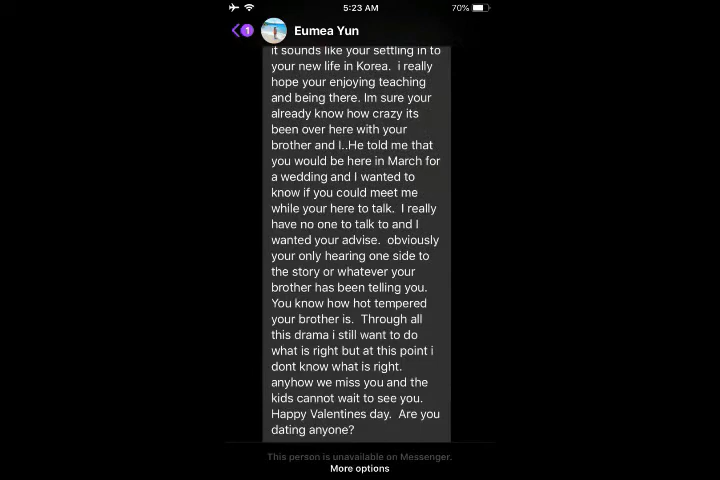 5:23 AM
70%
1
Eumea Yun
it sounds like your settling in to
your new life in Korea.  i really
hope your enjoying teaching
and being there. Im sure your
already know how crazy its
been over here with your
brother and I..He told me that
you would be here in March for
a wedding and I wanted to
know if you could meet me
while your here to talk.  I really
have no one to talk to and I
wanted your advise.  obviously
your only hearing one side to
the story or whatever your
brother has been telling you.
You know how hot tempered
your brother is.  Through all
this drama i still want to do
what is right but at this point i
dont know what is right.
anyhow we miss you and the
kids cannot wait to see you.
Happy Valentines day.  Are you
dating anyone?
This person is unavailable on Messenger.
More options